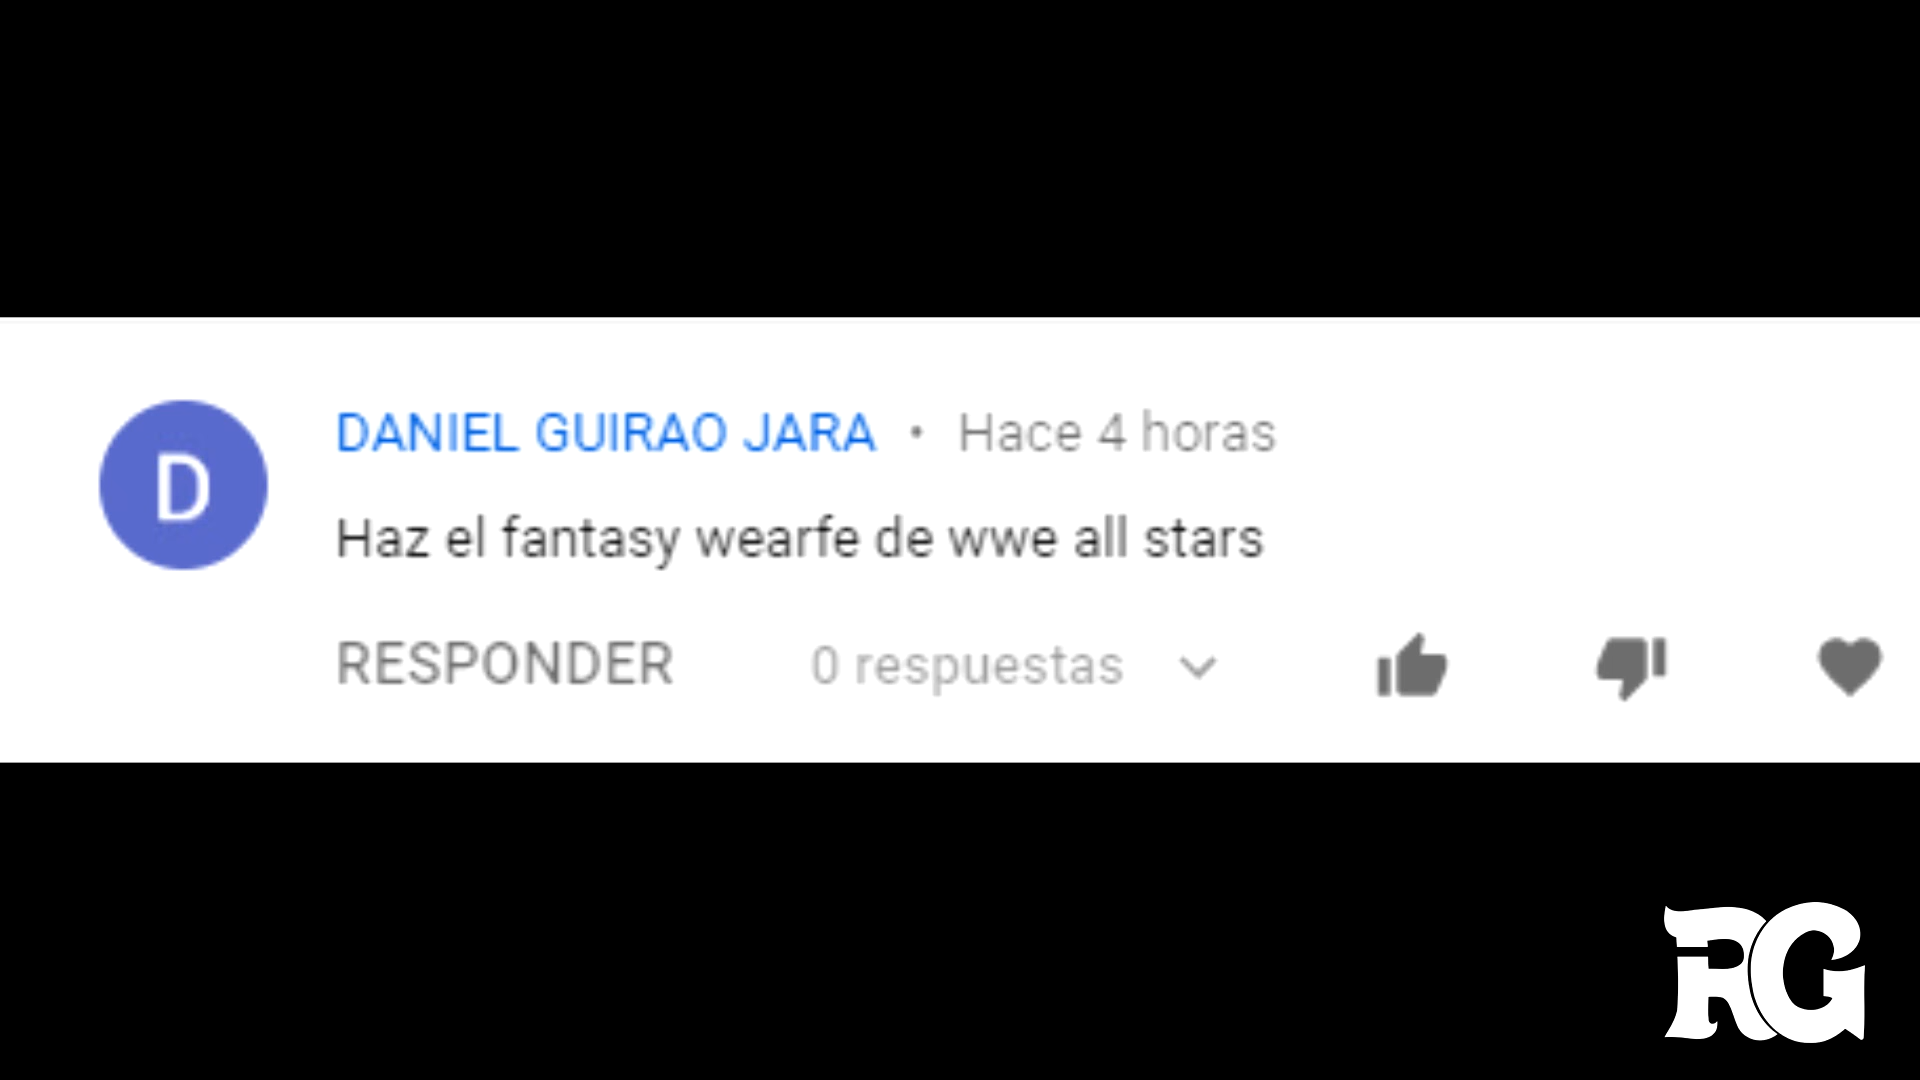 D
DANIEL GUIRAO JARA • Hace 4 horas
Haz el fantasy wearfe de wwe all stars
RESPONDER 0 respuestas
RG